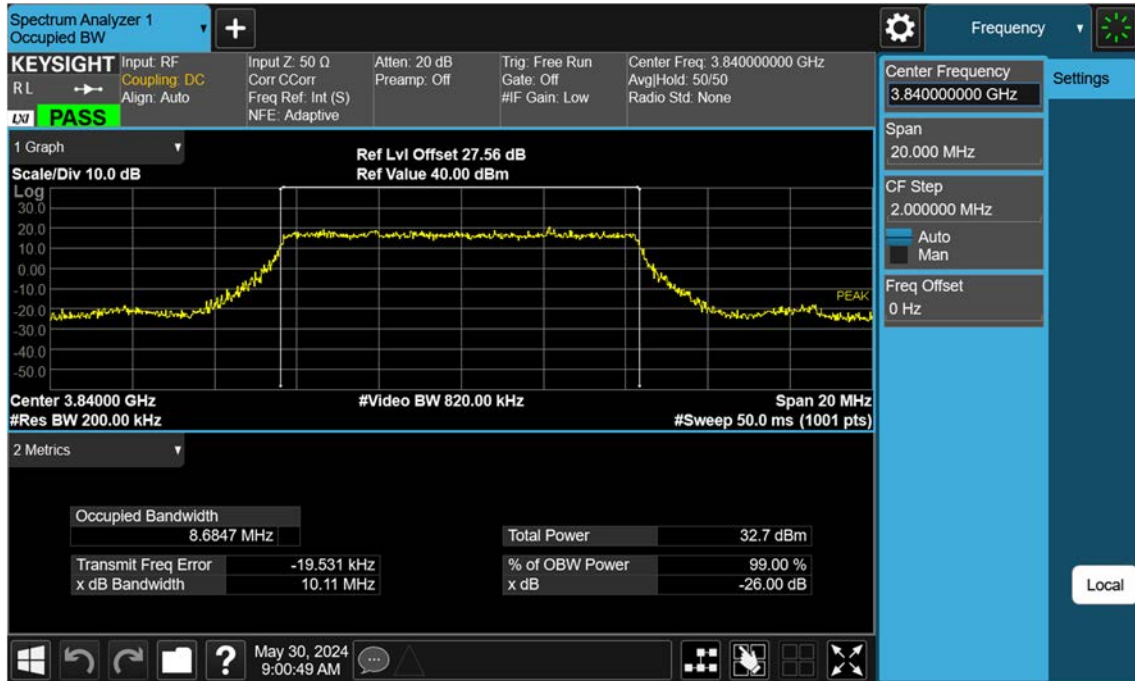 Spectrum Analyzer 1
Occupied BW
Frequency
KEYSIGHT
R L
LXI PASS
Input: RF
Coupling: DC
Align: Auto
Input Z: 50 Ω
Corr CCorr
Freq Ref: Int (S)
NFE: Adaptive
Atten: 20 dB
Preamp: Off
Trig: Free Run
Gate: Off
#IF Gain: Low
Center Freq: 3.840000000 GHz
Avg|Hold: 50/50
Radio Std: None
Center Frequency
3.840000000 GHz
Settings
Span
20.000 MHz
CF Step
2.000000 MHz
Auto
Man
Freq Offset
0 Hz
Local
1 Graph
Scale/Div 10.0 dB
Ref Lvl Offset 27.56 dB
Ref Value 40.00 dBm
Log
30.0
20.0
10.0
0.00
-10.0
-20.0
-30.0
-40.0
-50.0
PEAK
Center 3.84000 GHz
#Video BW 820.00 kHz
Span 20 MHz
#Res BW 200.00 kHz
#Sweep 50.0 ms (1001 pts)
2 Metrics
Occupied Bandwidth
8.6847 MHz
Total Power 32.7 dBm
Transmit Freq Error -19.531 kHz
% of OBW Power 99.00 %
x dB Bandwidth 10.11 MHz
x dB -26.00 dB
?
May 30, 2024
9:00:49 AM